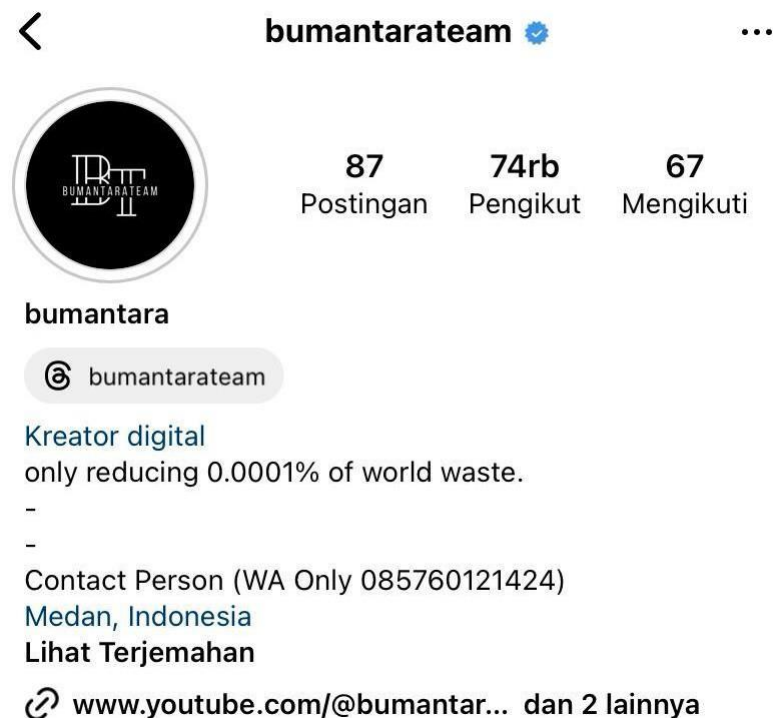 bumantarateam
BT
BUMANTARATEAM
87 74rb 67
Postingan Pengikut Mengikuti
bumantara
bumantarateam
Kreator digital
only reducing 0.0001% of world waste.
-
-
Contact Person (WA Only 085760121424)
Medan, Indonesia
Lihat Terjemahan
www.youtube.com/@bumantar... dan 2 lainnya